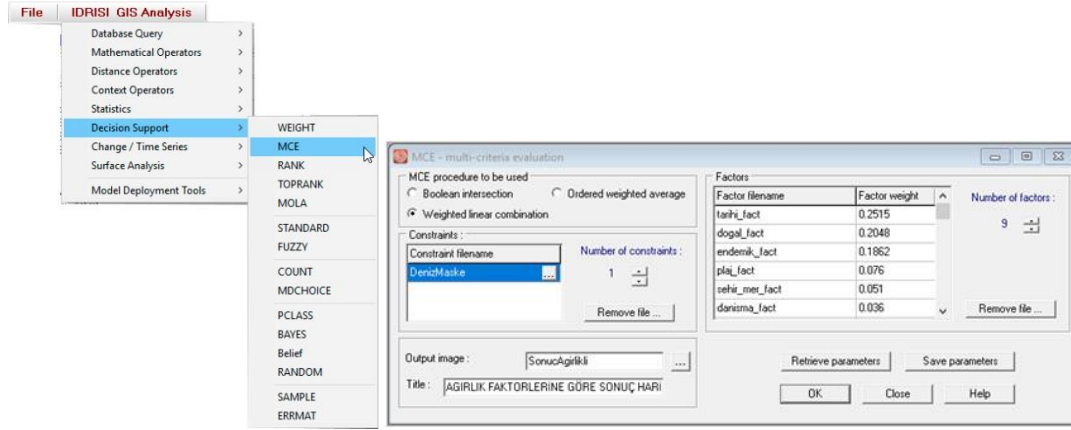 File IDRISI GIS Analysis
Database Query
Mathematical Operators
Distance Operators
Context Operators
Statistics
Decision Support
Change / Time Series
Surface Analysis
Model Deployment Tools
WEIGHT
MCE
RANK
TOPRANK
MOLA
STANDARD
FUZZY
COUNT
MDCHOICE
PCLASS
BAYES
Belief
RANDOM
SAMPLE
ERRMAT
MCE - multi-criteria evaluation
MCE procedure to be used
Boolean intersection Ordered weighted average
Weighted linear combination
Constraints :
Constraint filename
DenizMaske ...
Number of constraints :
1
Remove file ...
Output image : SonucAgirlikli ...
Title : AGIRLIK FAKTORLERINE GÖRE SONUÇ HARI
Factors
Factor filename Factor weight
tarihi_fact 0.2515
dogal_fact 0.2048
endemik_fact 0.1862
plaj_fact 0.076
sehir_mer_fact 0.051
danisma_fact 0.036
Number of factors :
9
Remove file ...
Retrieve parameters Save parameters
OK Close Help